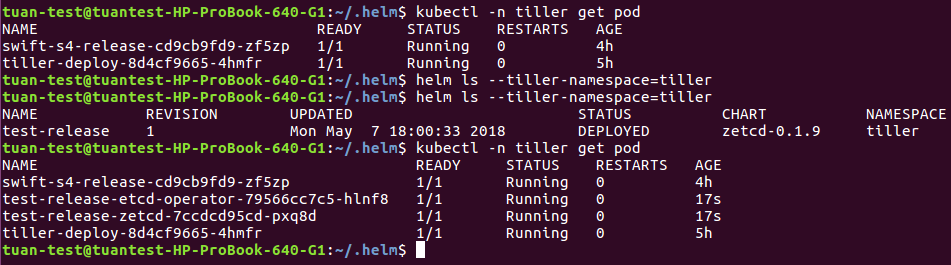 tuan-test@tuantest-HP-ProBook-640-G1:~/.helm$ kubectl -n tiller get pod
NAME READY STATUS RESTARTS AGE
swift-s4-release-cd9cb9fd9-zf5zp 1/1 Running 0 4h
tiller-deploy-8d4cf9665-4hmfr 1/1 Running 0 5h
tuan-test@tuantest-HP-ProBook-640-G1:~/.helm$ helm ls --tiller-namespace=tiller
tuan-test@tuantest-HP-ProBook-640-G1:~/.helm$ helm ls --tiller-namespace=tiller
NAME REVISION UPDATED STATUS CHART NAMESPACE
test-release 1 Mon May  7 18:00:33 2018 DEPLOYED zetcd-0.1.9 tiller
tuan-test@tuantest-HP-ProBook-640-G1:~/.helm$ kubectl -n tiller get pod
NAME READY STATUS RESTARTS AGE
swift-s4-release-cd9cb9fd9-zf5zp 1/1 Running 0 4h
test-release-etcd-operator-79566cc7c5-hlnf8 1/1 Running 0 17s
test-release-zetcd-7ccdcd95cd-pxq8d 1/1 Running 0 17s
tiller-deploy-8d4cf9665-4hmfr 1/1 Running 0 5h
tuan-test@tuantest-HP-ProBook-640-G1:~/.helm$